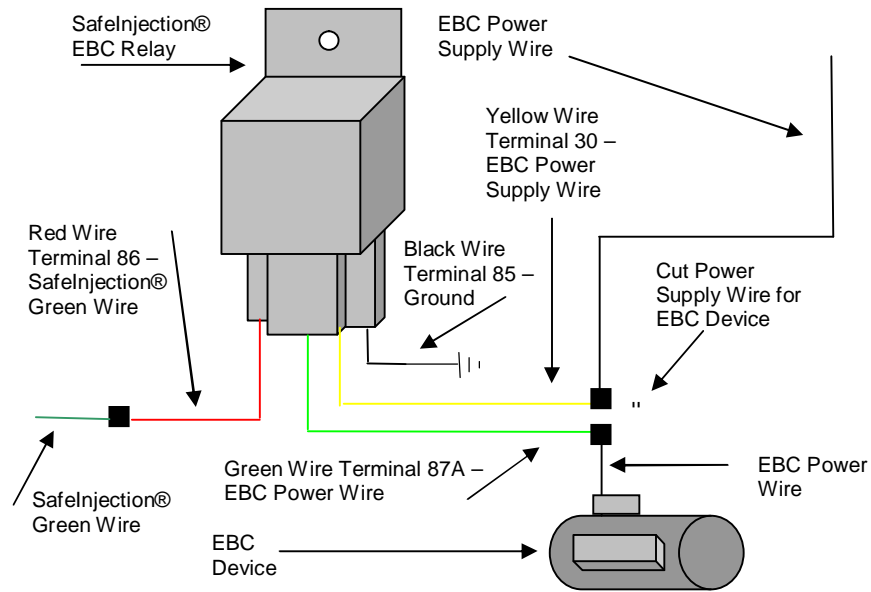 SafeInjection®
EBC Relay
EBC Power
Supply Wire
Yellow Wire
Terminal 30 –
EBC Power
Supply Wire
Red Wire
Terminal 86 –
SafeInjection®
Green Wire
Black Wire
Terminal 85 –
Ground
Cut Power
Supply Wire for
EBC Device
"
Green Wire Terminal 87A –
EBC Power Wire
EBC Power
Wire
SafeInjection®
Green Wire
EBC
Device